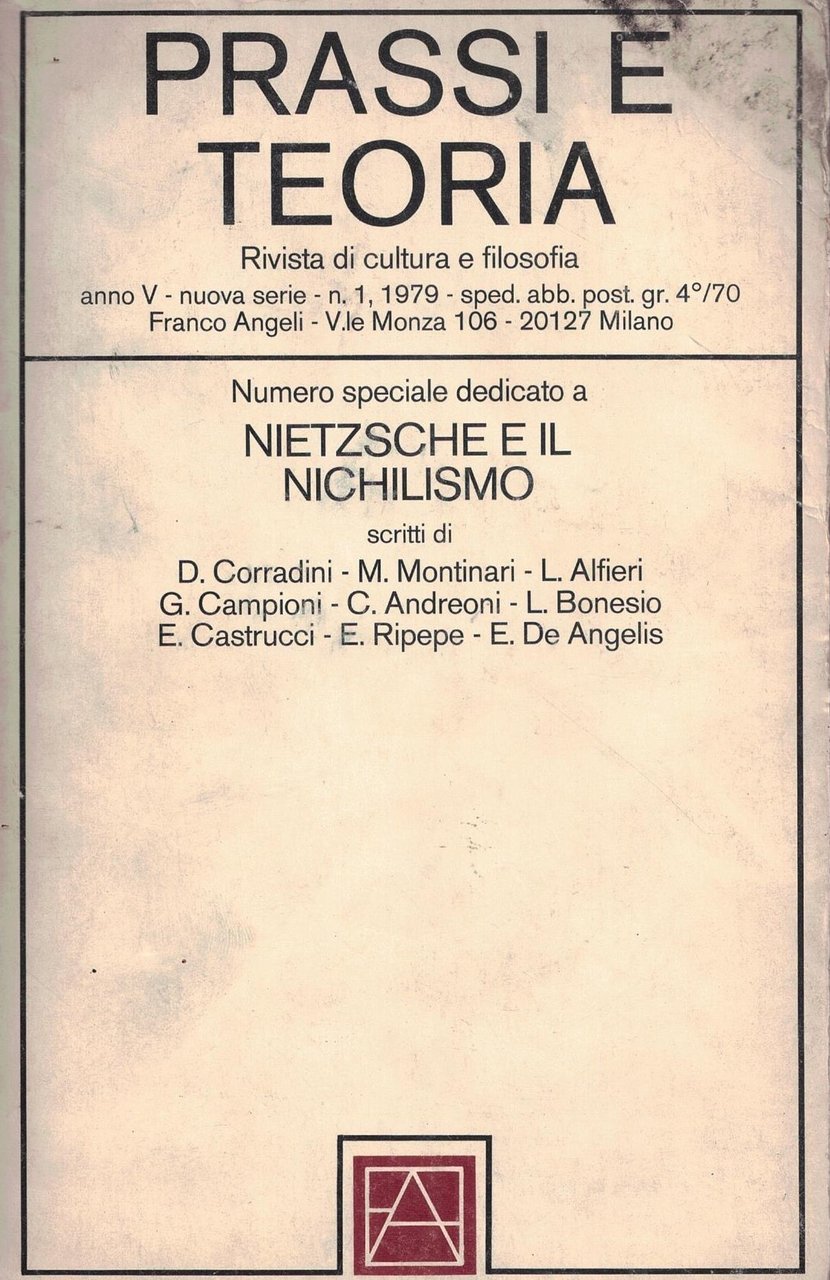 PRASSI E
TEORIA
Rivista di cultura e filosofia
anno V - nuova serie - n. 1, 1979 - sped. abb. post. gr. 4°/70
Franco Angeli - V.le Monza 106 - 20127 Milano
Numero speciale dedicato a
NIETZSCHE E IL
NICHILISMO
scritti di
D. Corradini - M. Montinari - L. Alfieri
G. Campioni - C. Andreoni - L. Bonesio
E. Castrucci - E. Ripepe - E. De Angelis